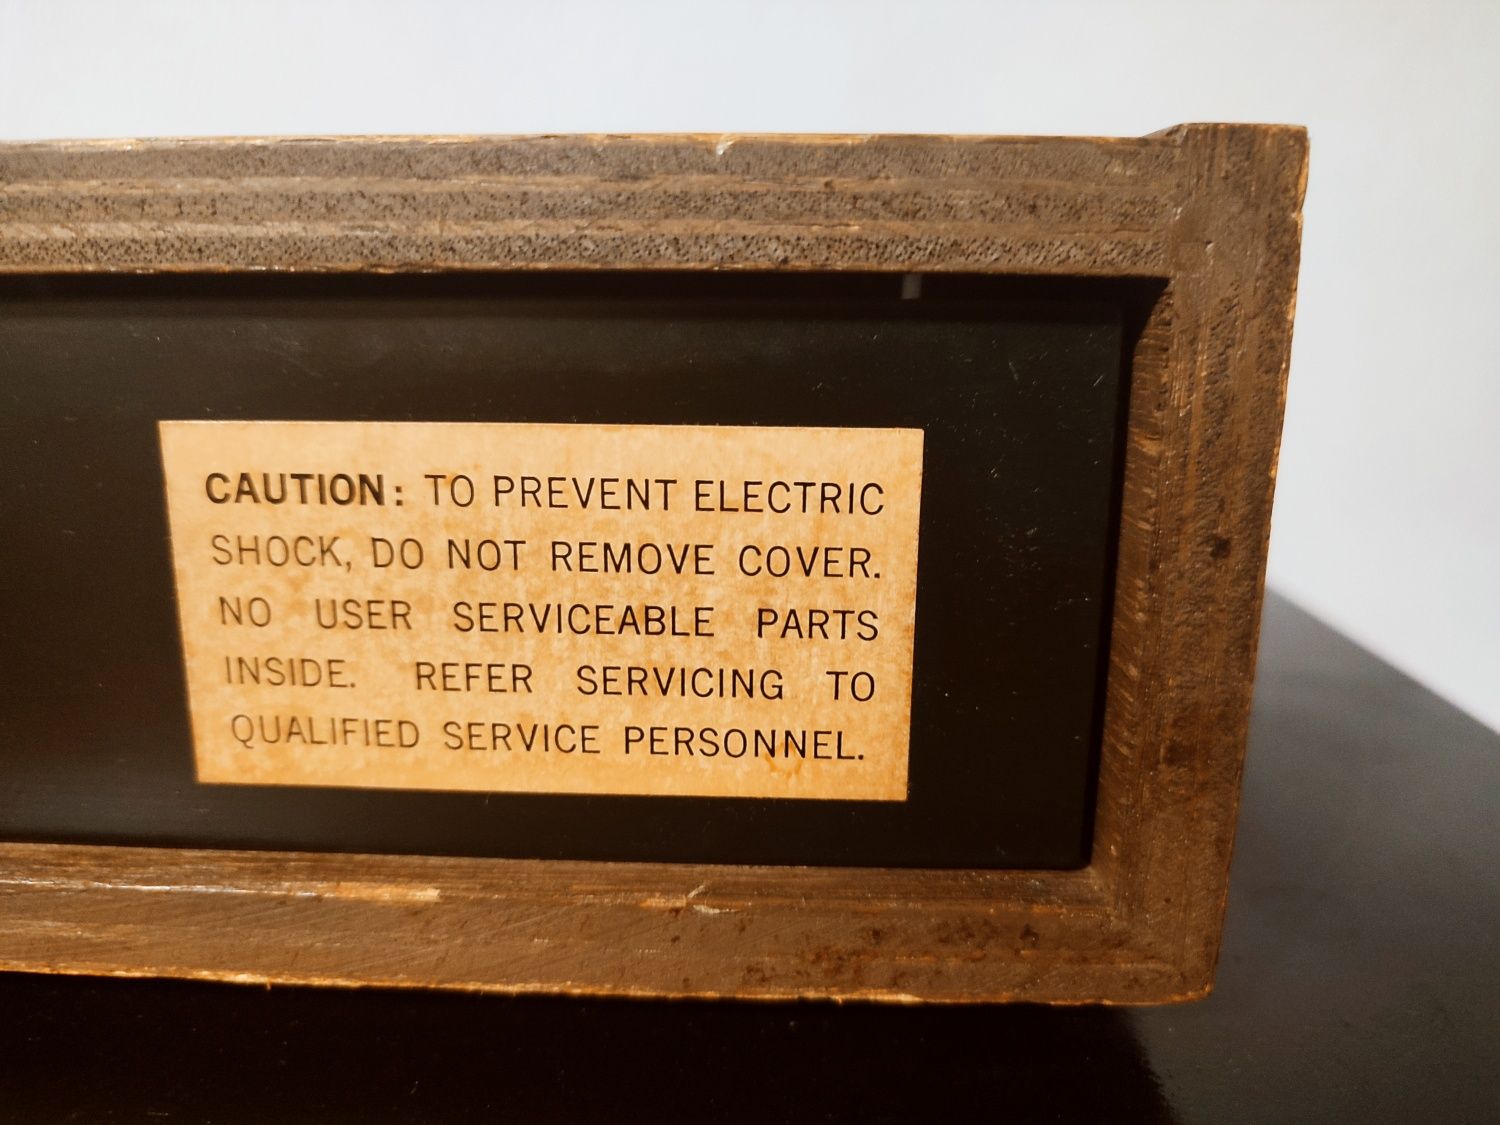 CAUTION: TO PREVENT ELECTRIC
SHOCK, DO NOT REMOVE COVER.
NO USER SERVICEABLE PARTS
INSIDE. REFER SERVICING TO
QUALIFIED SERVICE PERSONNEL.